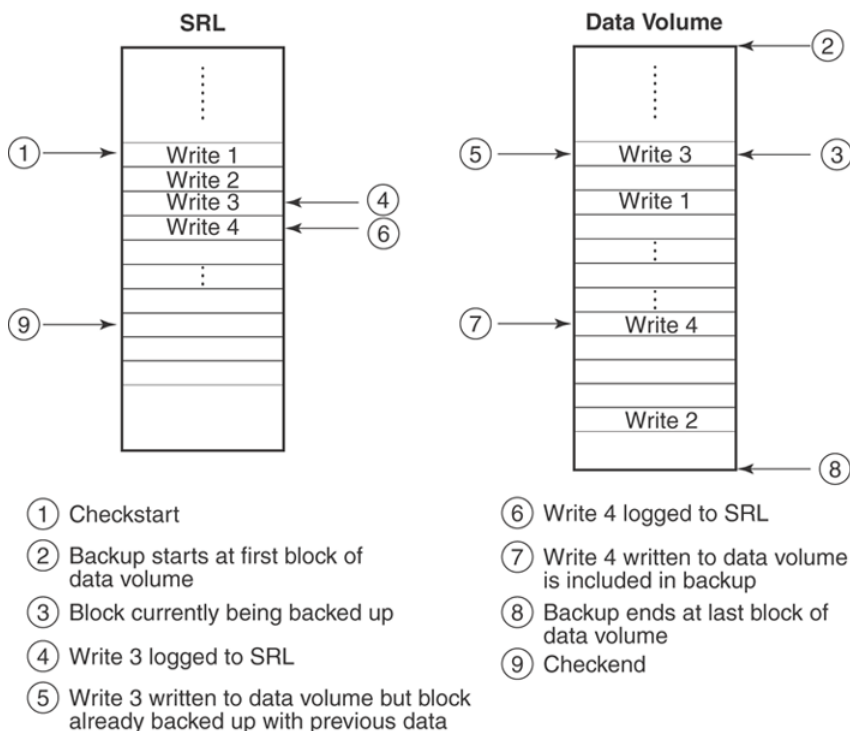 SRL
Data Volume
2
1
Write 1
5
Write 3
3
Write 2
Write 3
4
Write 1
Write 4
6
9
7
Write 4
Write 2
8
1 Checkstart
2 Backup starts at first block of
data volume
3 Block currently being backed up
4 Write 3 logged to SRL
5 Write 3 written to data volume but block
already backed up with previous data
6 Write 4 logged to SRL
7 Write 4 written to data volume
is included in backup
8 Backup ends at last block of
data volume
9 Checkend